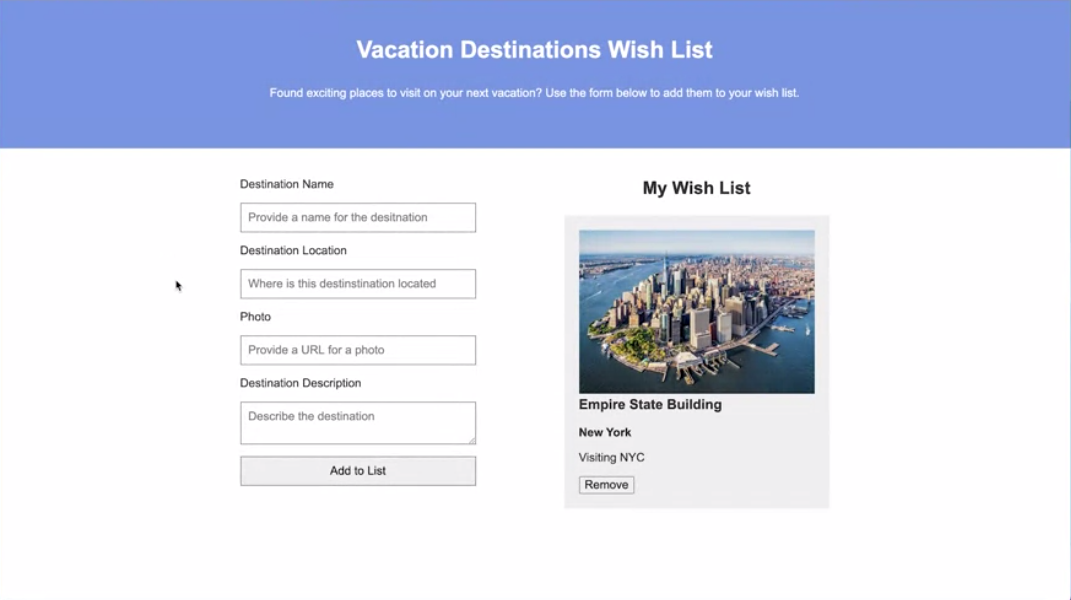 Vacation Destinations Wish List
Found exciting places to visit on your next vacation? Use the form below to add them to your wish list.
Destination Name
Provide a name for the desitnation
Destination Location
Where is this destinstination located
Photo
Provide a URL for a photo
Destination Description
Describe the destination
Add to List
My Wish List
Empire State Building
New York
Visiting NYC
Remove